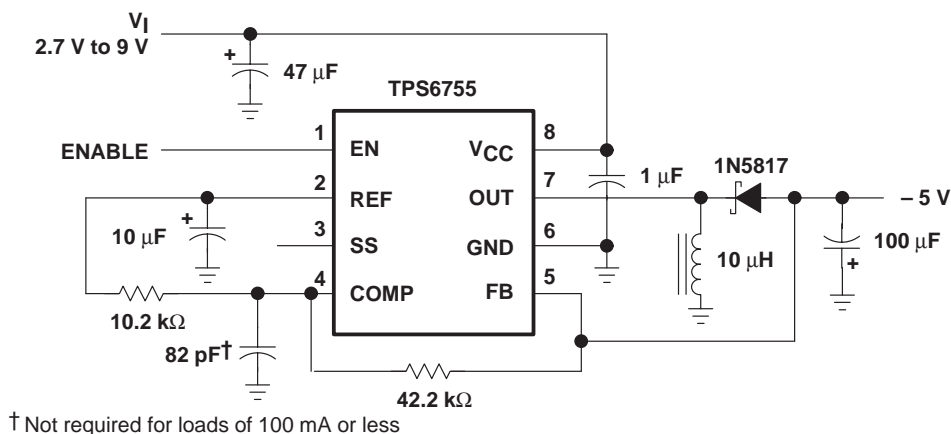 V_I
2.7 V to 9 V
+
47 μF
TPS6755
ENABLE
1
EN
V_CC
8
1N5817
2
REF
OUT
7
1 μF
– 5 V
+
10 μF
3
SS
GND
6
10 μH
100 μF
+
4
COMP
FB
5
10.2 kΩ
82 pF†
42.2 kΩ
† Not required for loads of 100 mA or less